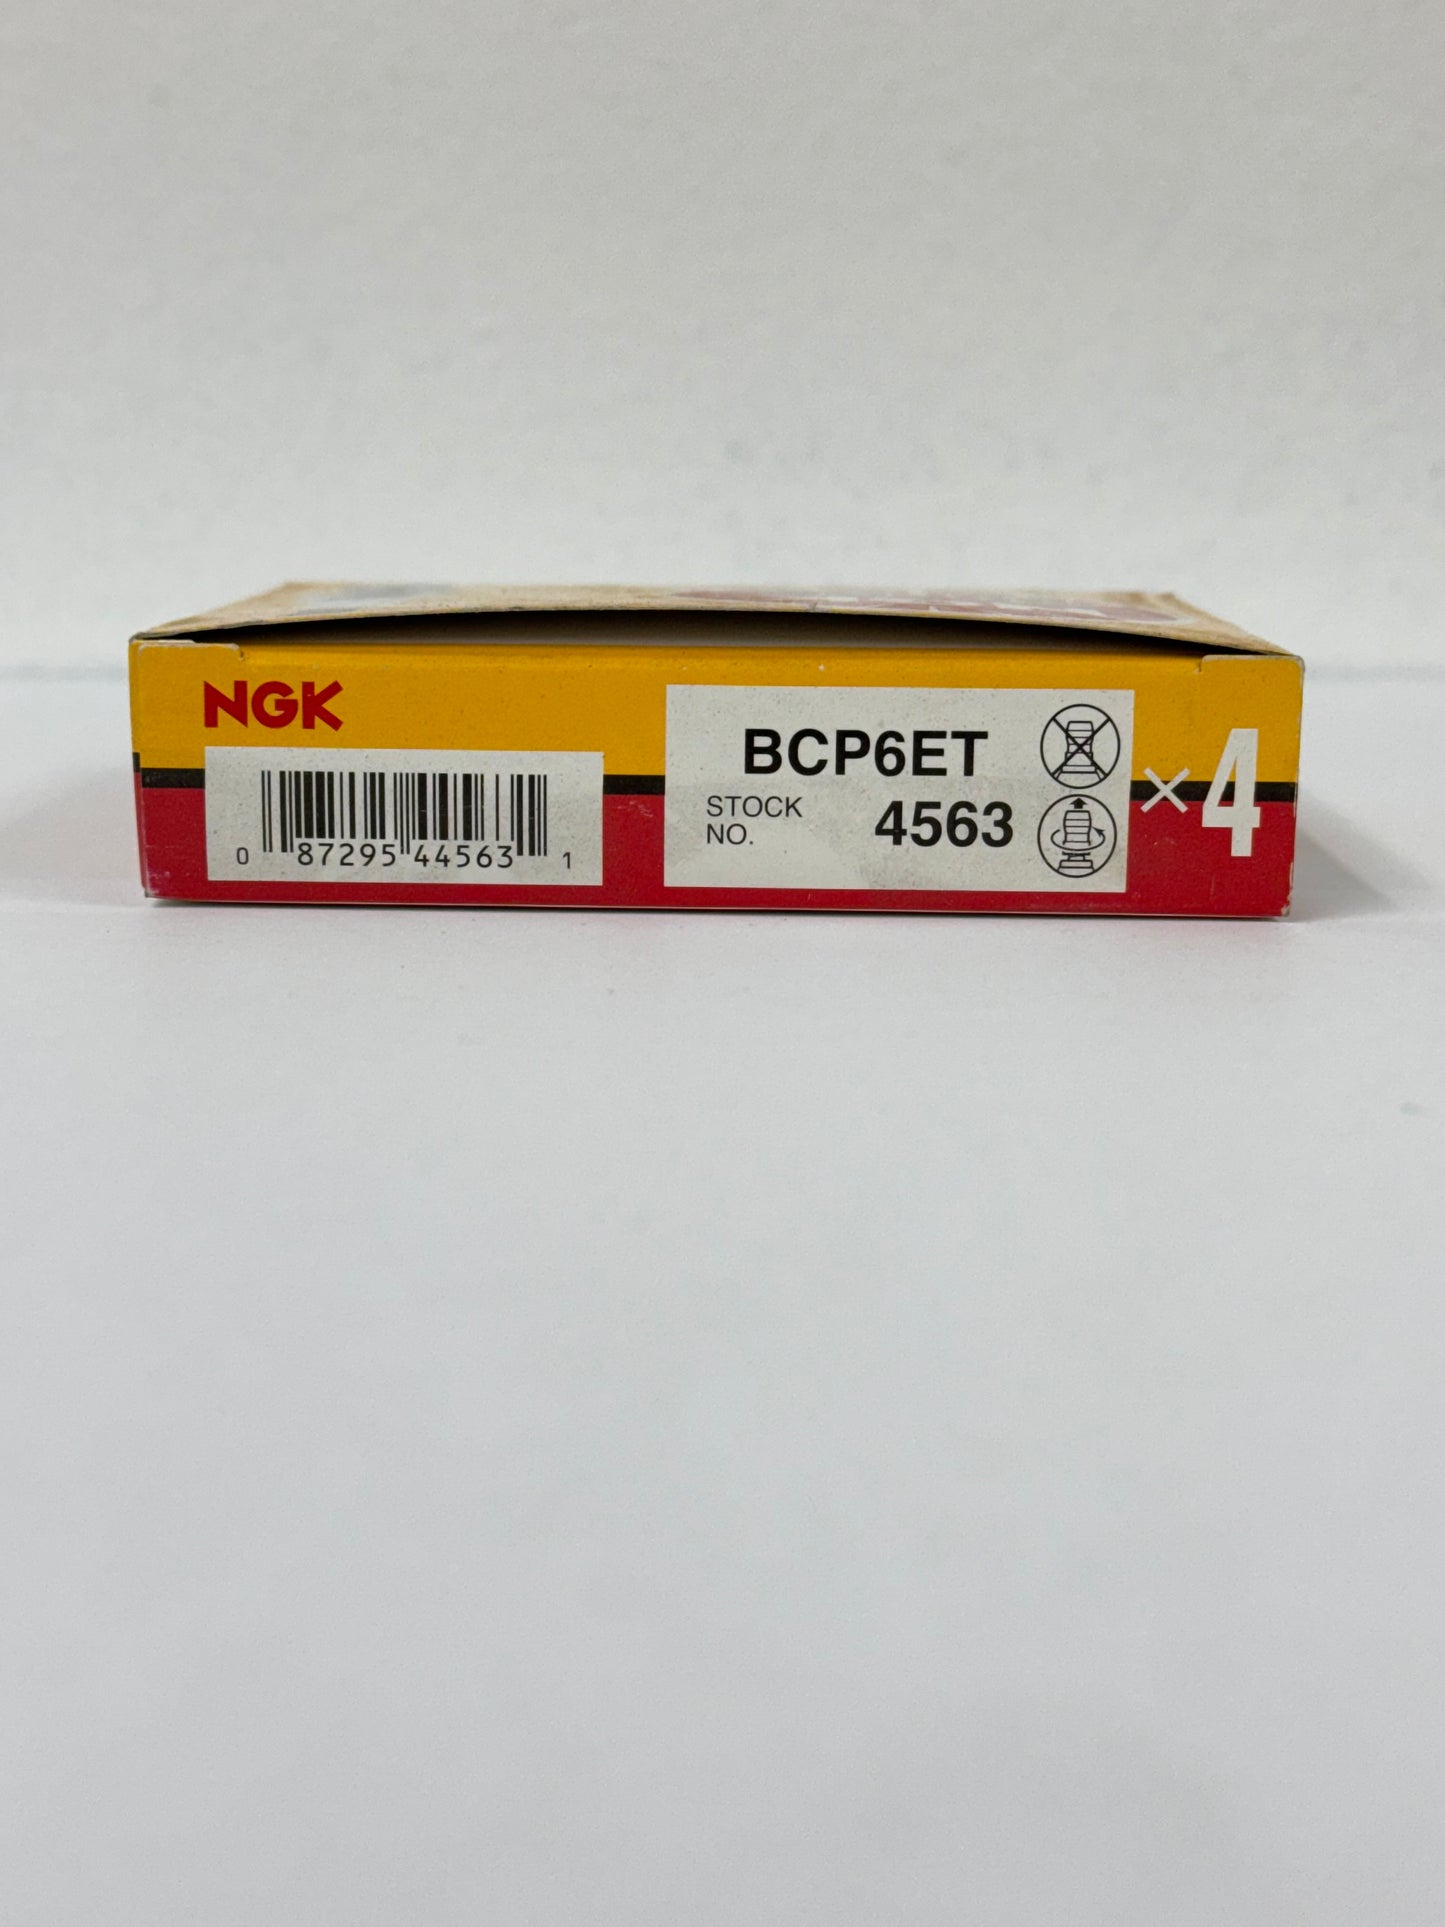 NGK
0 87295 44563 1
BCP6ET
STOCK
NO. 4563
×4